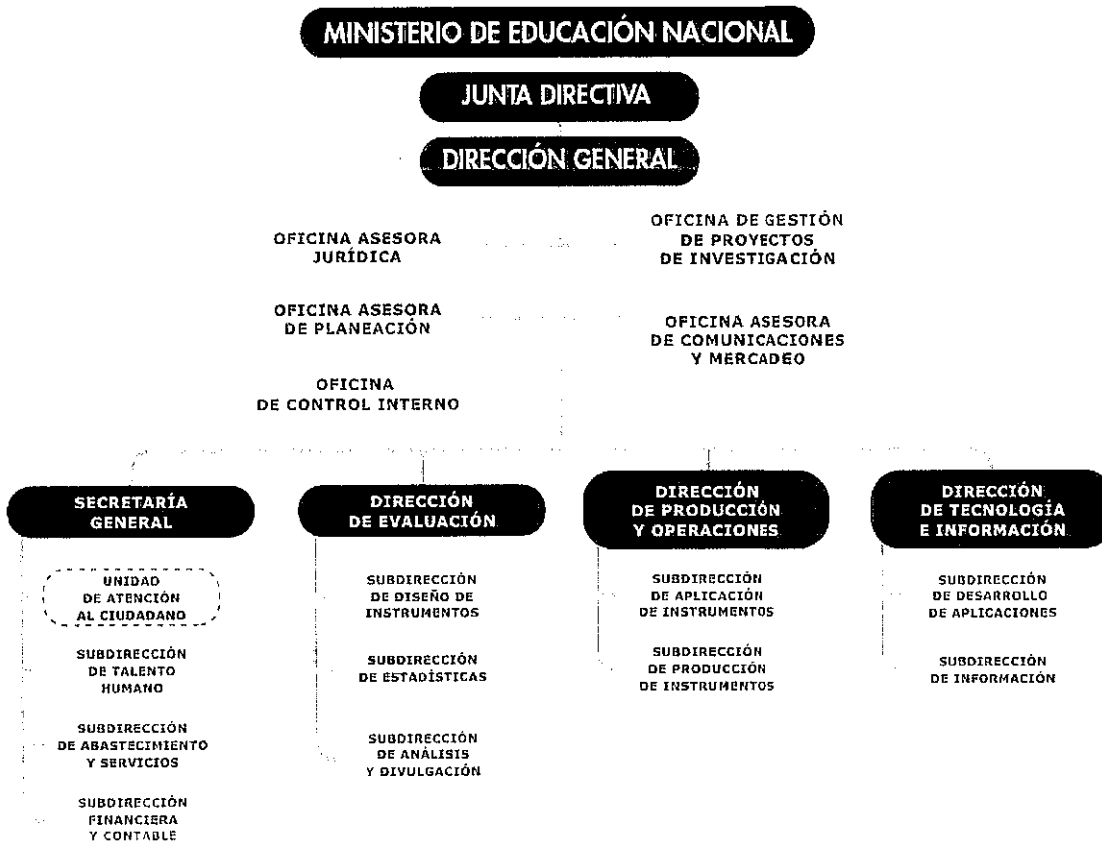 MINISTERIO DE EDUCACIÓN NACIONAL
JUNTA DIRECTIVA
DIRECCIÓN GENERAL
OFICINA ASESORA
JURÍDICA
OFICINA DE GESTIÓN
DE PROYECTOS
DE INVESTIGACIÓN
OFICINA ASESORA
DE PLANEACIÓN
OFICINA ASESORA
DE COMUNICACIONES
Y MERCADEO
OFICINA
DE CONTROL INTERNO
SECRETARÍA
GENERAL
UNIDAD
DE ATENCIÓN
AL CIUDADANO
SUBDIRECCIÓN
DE TALENTO
HUMANO
SUBDIRECCIÓN
DE ABASTECIMIENTO
Y SERVICIOS
SUBDIRECCIÓN
FINANCIERA
Y CONTABLE
DIRECCIÓN
DE EVALUACIÓN
SUBDIRECCIÓN
DE DISEÑO DE
INSTRUMENTOS
SUBDIRECCIÓN
DE ESTADÍSTICAS
SUBDIRECCIÓN
DE ANÁLISIS
Y DIVULGACIÓN
DIRECCIÓN
DE PRODUCCIÓN
Y OPERACIONES
SUBDIRECCIÓN
DE APLICACIÓN
DE INSTRUMENTOS
SUBDIRECCIÓN
DE PRODUCCIÓN
DE INSTRUMENTOS
DIRECCIÓN
DE TECNOLOGÍA
E INFORMACIÓN
SUBDIRECCIÓN
DE DESARROLLO
DE APLICACIONES
SUBDIRECCIÓN
DE INFORMACIÓN